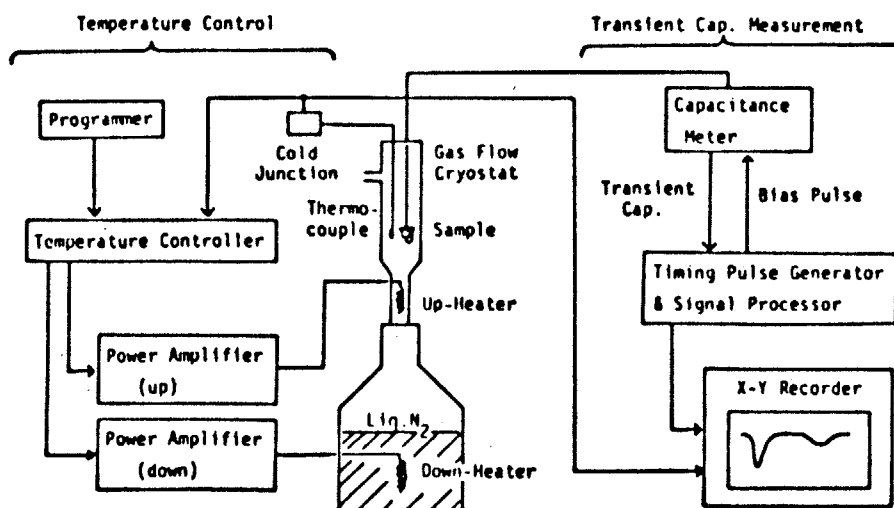 Temperature Control
Transient Cap. Measurement
Programmer
Cold
Junction
Gas Flow
Cryostat
Capacitance
Meter
Thermo-
couple
Sample
Transient
Cap.
Bias Pulse
Temperature Controller
Timing Pulse Generator
& Signal Processor
Up-Heater
Power Amplifier
(up)
X-Y Recorder
Liq.N2
Power Amplifier
(down)
Down-Heater